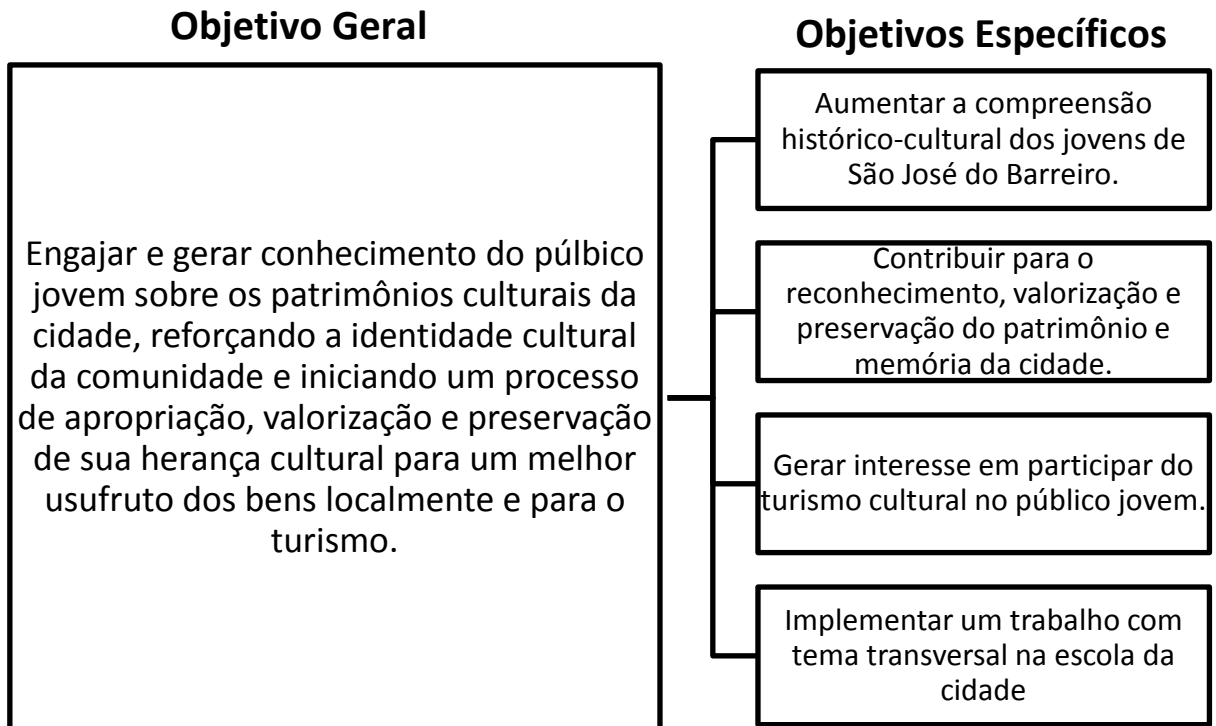 Objetivo Geral
Engajar e gerar conhecimento do púlbico
jovem sobre os patrimônios culturais da
cidade, reforçando a identidade cultural
da comunidade e iniciando um processo
de apropriação, valorização e preservação
de sua herança cultural para um melhor
usufruto dos bens localmente e para o
turismo.
Objetivos Específicos
Aumentar a compreensão
histórico-cultural dos jovens de
São José do Barreiro.
Contribuir para o
reconhecimento, valorização e
preservação do patrimônio e
memória da cidade.
Gerar interesse em participar do
turismo cultural no público jovem.
Implementar um trabalho com
tema transversal na escola da
cidade